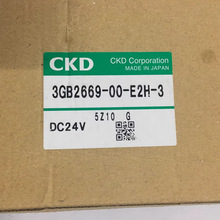 CKD CKD Corporation
MADE IN JAPAN
3GB2669-00-E2H-3
5Z10 G
DC24V